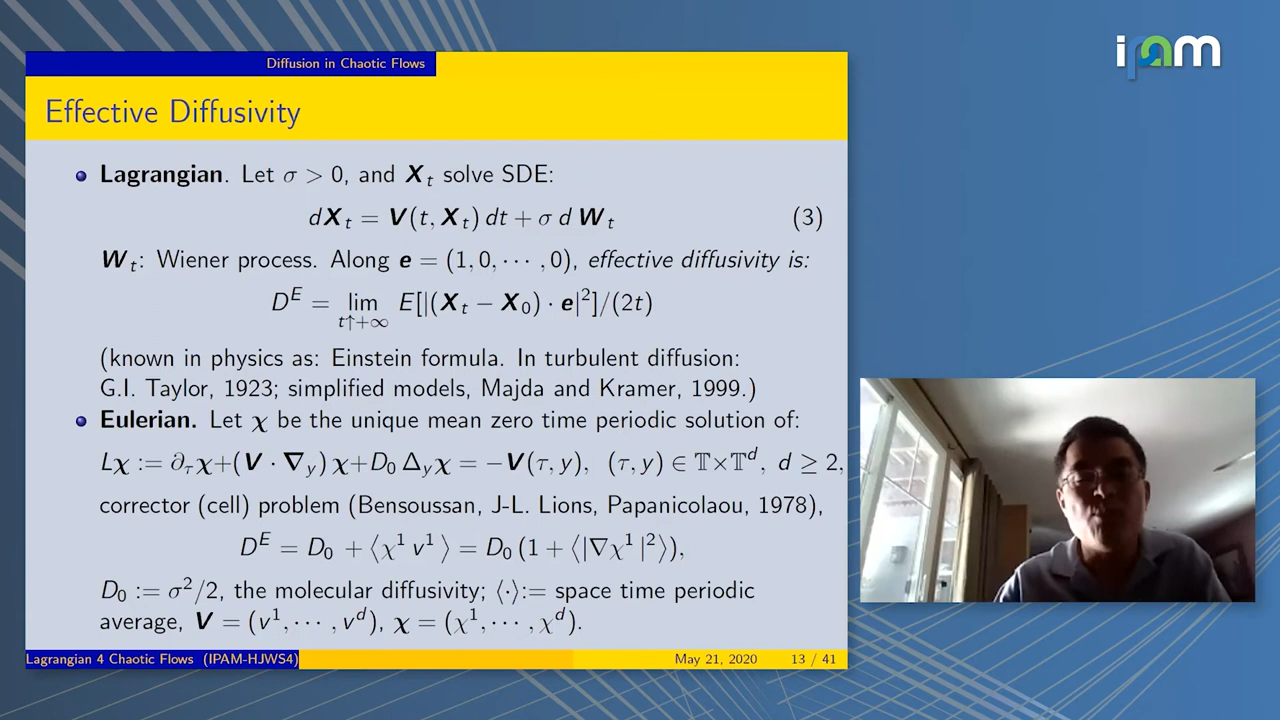 ipam
Diffusion in Chaotic Flows
Effective Diffusivity
Lagrangian. Let σ > 0, and X_t solve SDE:
dX_t = V(t, X_t) dt + σ d W_t (3)
W_t: Wiener process. Along e = (1, 0, ⋯ , 0), effective diffusivity is:
D^E = lim_{t↑+∞} E[|(X_t − X_0) · e|^2]/(2t)
(known in physics as: Einstein formula. In turbulent diffusion:
G.I. Taylor, 1923; simplified models, Majda and Kramer, 1999.)
Eulerian. Let χ be the unique mean zero time periodic solution of:
Lχ := ∂_τ χ+(V · ∇_y) χ+D_0 Δ_y χ = −V(τ, y), (τ, y) ∈ 𝕋×𝕋^d, d ≥ 2,
corrector (cell) problem (Bensoussan, J-L. Lions, Papanicolaou, 1978),
D^E = D_0 + ⟨χ^1 v^1⟩ = D_0 (1 + ⟨|∇χ^1|^2⟩),
D_0 := σ^2/2, the molecular diffusivity; ⟨·⟩:= space time periodic
average, V = (v^1, ⋯ , v^d), χ = (χ^1, ⋯ , χ^d).
Lagrangian 4 Chaotic Flows (IPAM-HJWS4) May 21, 2020 13 / 41